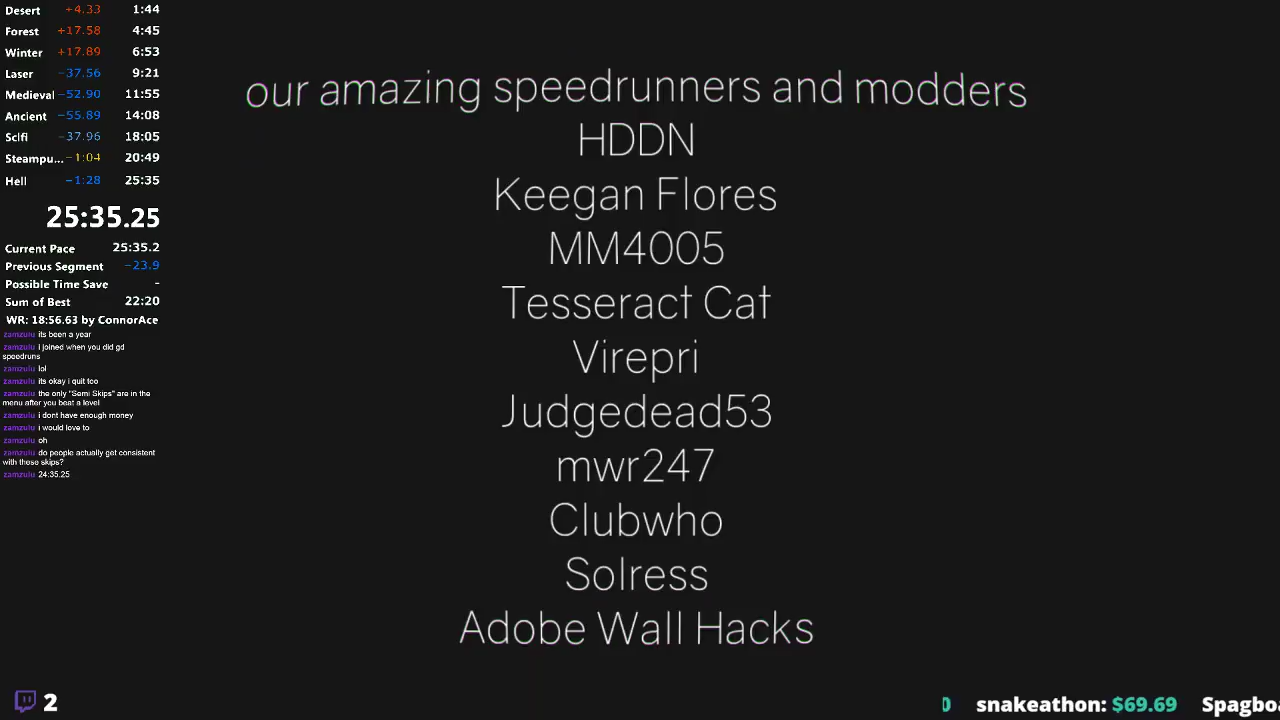 Desert +4.33 1:44
Forest +17.58 4:45
Winter +17.89 6:53
Laser -37.56 9:21
Medieval -52.90 11:55
Ancient -55.89 14:08
Scifi -37.96 18:05
Steampu... -1:04 20:49
Hell -1:28 25:35
25:35.25
Current Pace 25:35.2
Previous Segment -23.9
Possible Time Save -
Sum of Best 22:20
WR: 18:56.63 by ConnorAce
zamzulu its been a year
zamzulu i joined when you did gd
speedruns
zamzulu lol
zamzulu its okay i quit too
zamzulu the only "Semi Skips" are in the
menu after you beat a level
zamzulu i dont have enough money
zamzulu i would love to
zamzulu oh
zamzulu do people actually get consistent
with these skips?
zamzulu 24:35.25
our amazing speedrunners and modders
HDDN
Keegan Flores
MM4005
Tesseract Cat
Virepri
Judgedead53
mwr247
Clubwho
Solress
Adobe Wall Hacks
2
0 snakeathon: $69.69 Spagbo